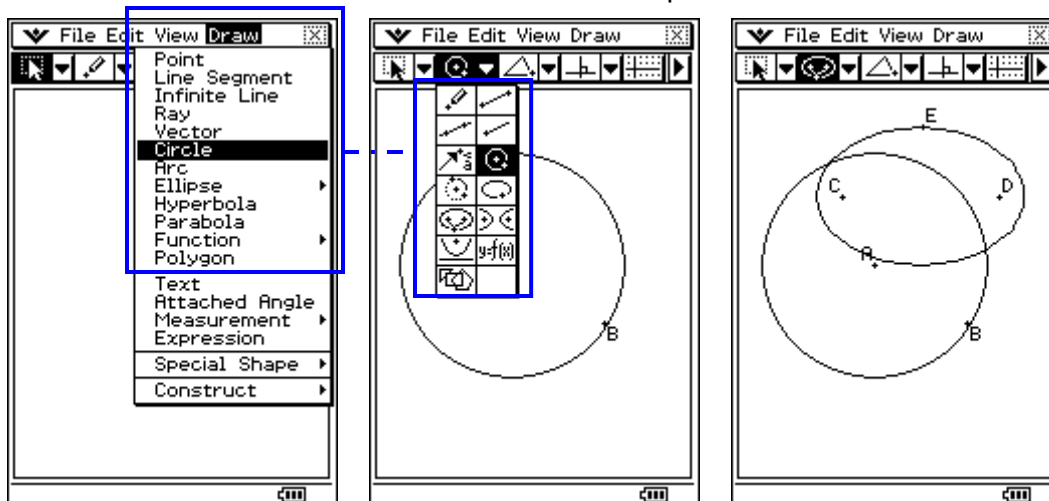 File Edit View Draw
Point
Line Segment
Infinite Line
Ray
Vector
Circle
Arc
Ellipse
Hyperbola
Parabola
Function
Polygon
Text
Attached Angle
Measurement
Expression
Special Shape
Construct
File Edit View Draw
y=f(x)
B
File Edit View Draw
E
C
D
A
B